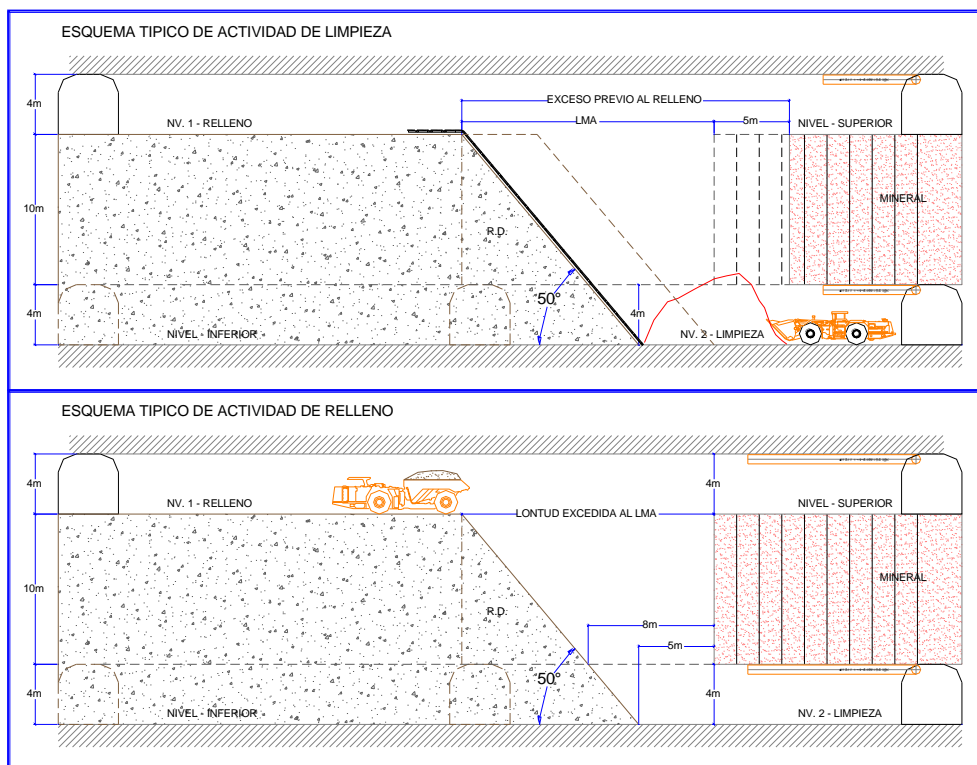 ESQUEMA TIPICO DE ACTIVIDAD DE LIMPIEZA
4m
EXCESO PREVIO AL RELLENO
NV. 1 - RELLENO
LMA
5m
NIVEL - SUPERIOR
10m
MINERAL
R.D.
50°
4m
NIVEL - INFERIOR
4m
NV. 2 - LIMPIEZA
ESQUEMA TIPICO DE ACTIVIDAD DE RELLENO
4m
4m
NV. 1 - RELLENO
LONTUD EXCEDIDA AL LMA
NIVEL - SUPERIOR
10m
MINERAL
R.D.
8m
5m
50°
4m
4m
NIVEL - INFERIOR
NV. 2 - LIMPIEZA